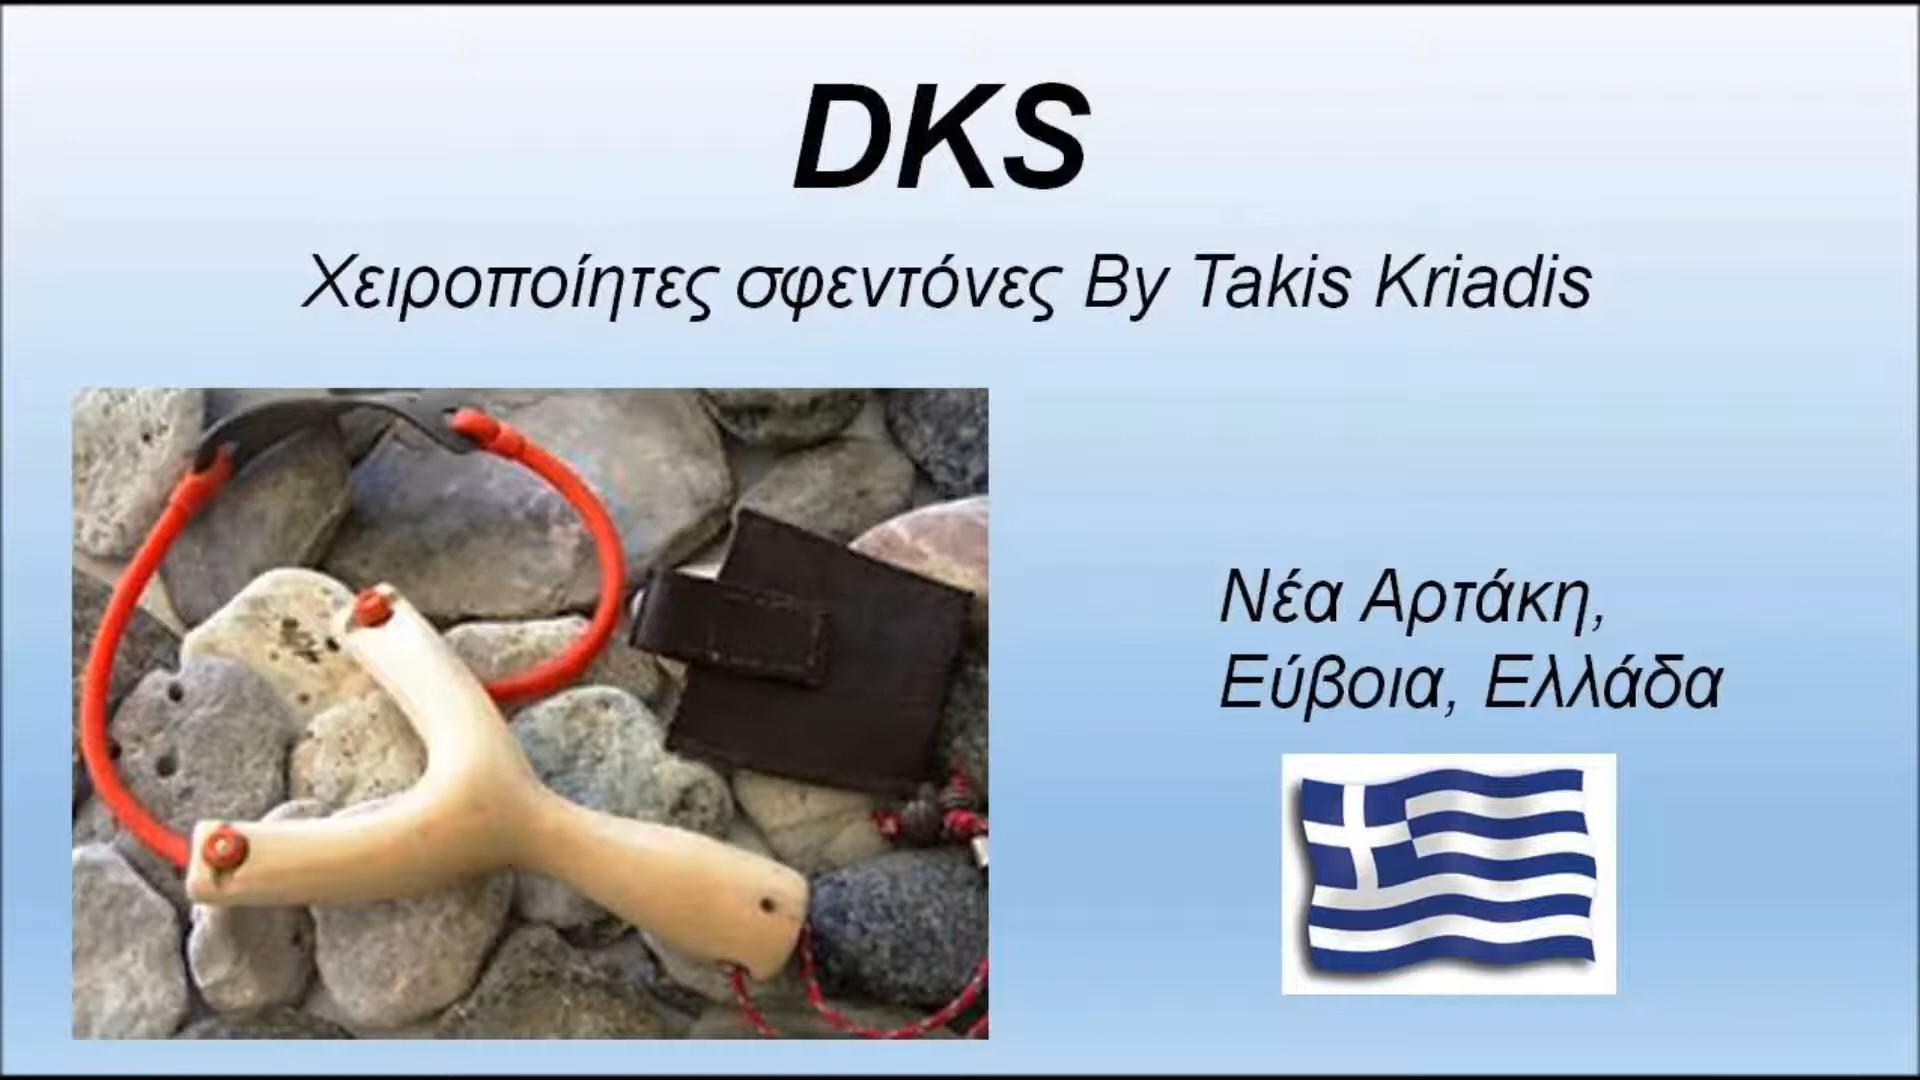 DKS
Χειροποίητες σφεντόνες By Takis Kriadis
Νέα Αρτάκη,
Εύβοια, Ελλάδα